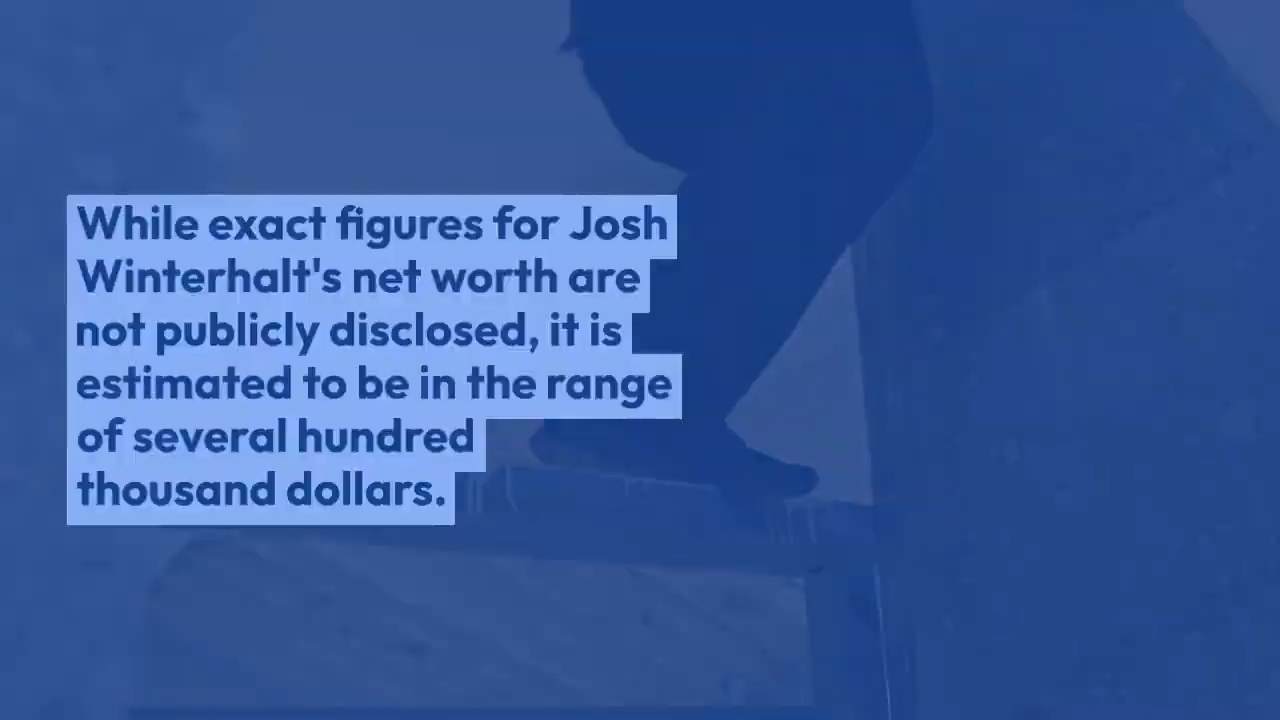 While exact figures for Josh
Winterhalt's net worth are
not publicly disclosed, it is
estimated to be in the range
of several hundred
thousand dollars.